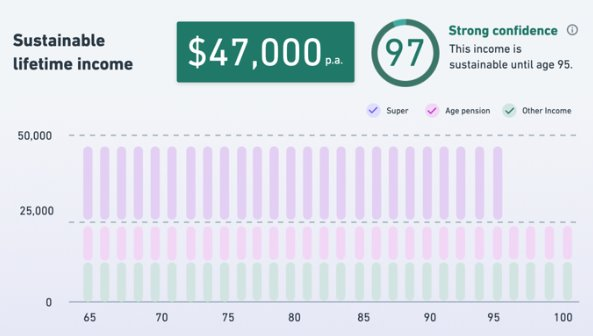 Sustainable
lifetime income
$47,000 p.a.
97
Strong confidence
This income is
sustainable until age 95.
Super Age pension Other Income
50,000
25,000
0
65 70 75 80 85 90 95 100